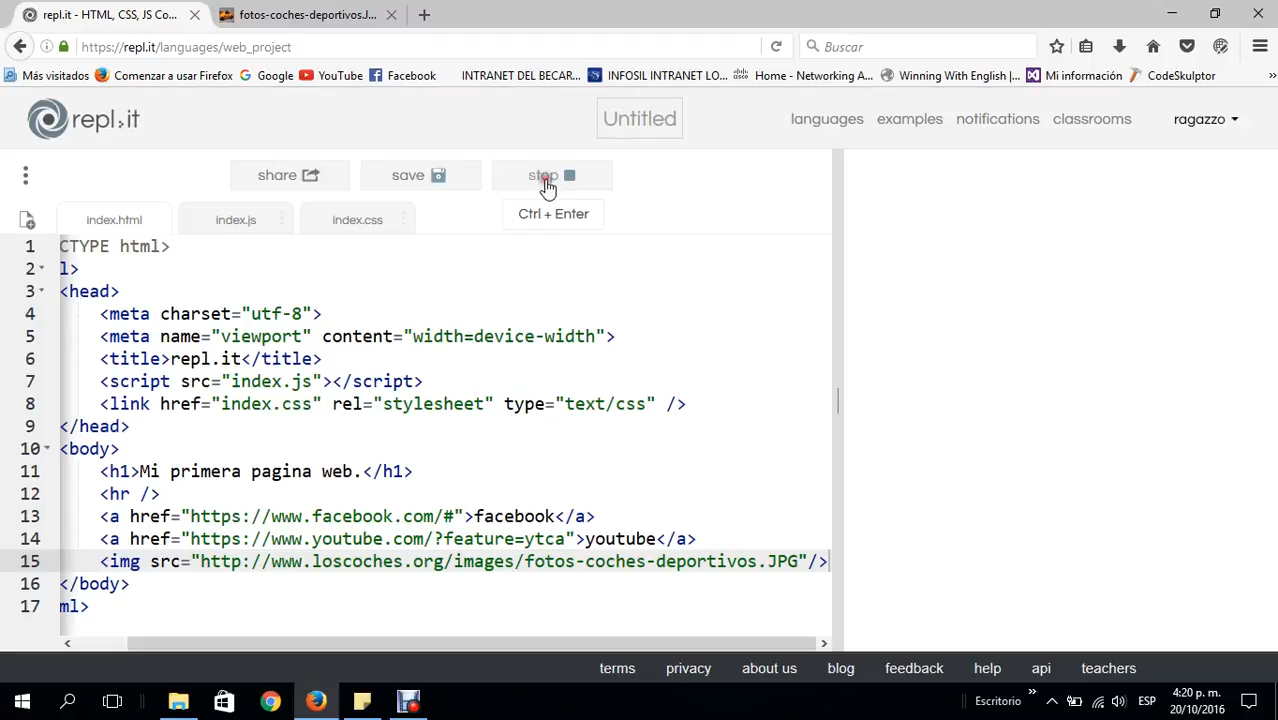 repl.it - HTML, CSS, JS Co...
fotos-coches-deportivos.J...
https://repl.it/languages/web_project
Buscar
Más visitados Comenzar a usar Firefox Google YouTube Facebook INTRANET DEL BECAR... INFOSIL INTRANET LO... Home - Networking A... Winning With English |... Mi información CodeSkulptor
repl.it
Untitled
languages examples notifications classrooms ragazzo
share save stop
index.html index.js index.css
Ctrl + Enter
1 CTYPE html>
2 l>
3 <head>
4 <meta charset="utf-8">
5 <meta name="viewport" content="width=device-width">
6 <title>repl.it</title>
7 <script src="index.js"></script>
8 <link href="index.css" rel="stylesheet" type="text/css" />
9 </head>
10 <body>
11 <h1>Mi primera pagina web.</h1>
12 <hr />
13 <a href="https://www.facebook.com/#">facebook</a>
14 <a href="https://www.youtube.com/?feature=ytca">youtube</a>
15 <img src="http://www.loscoches.org/images/fotos-coches-deportivos.JPG"/>
16 </body>
17 ml>
terms privacy about us blog feedback help api teachers
Escritorio ESP 4:20 p. m.
20/10/2016